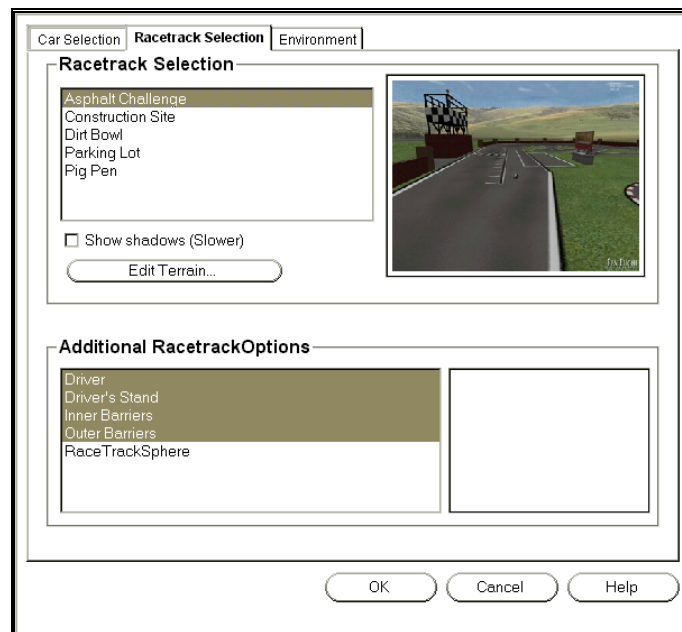 Car Selection
Racetrack Selection
Environment
Racetrack Selection
Asphalt Challenge
Construction Site
Dirt Bowl
Parking Lot
Pig Pen
Show shadows (Slower)
Edit Terrain...
Additional RacetrackOptions
Driver
Driver's Stand
Inner Barriers
Outer Barriers
RaceTrackSphere
OK
Cancel
Help